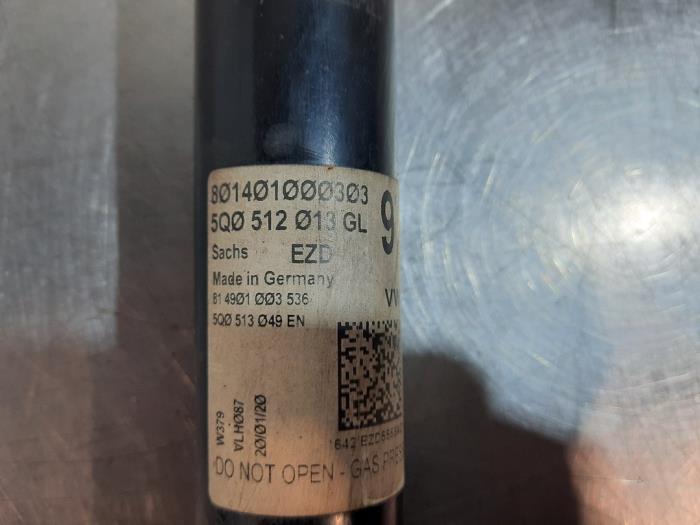 8Ø14Ø1ØØØ3Ø3
5QØ 512 Ø13 GL
9
Sachs EZD
Made in Germany
81 49Ø1 ØØ3 536
VW
5QØ 513 Ø49 EN
W379
VLHØ87
2Ø/Ø1/2Ø
DO NOT OPEN - GAS